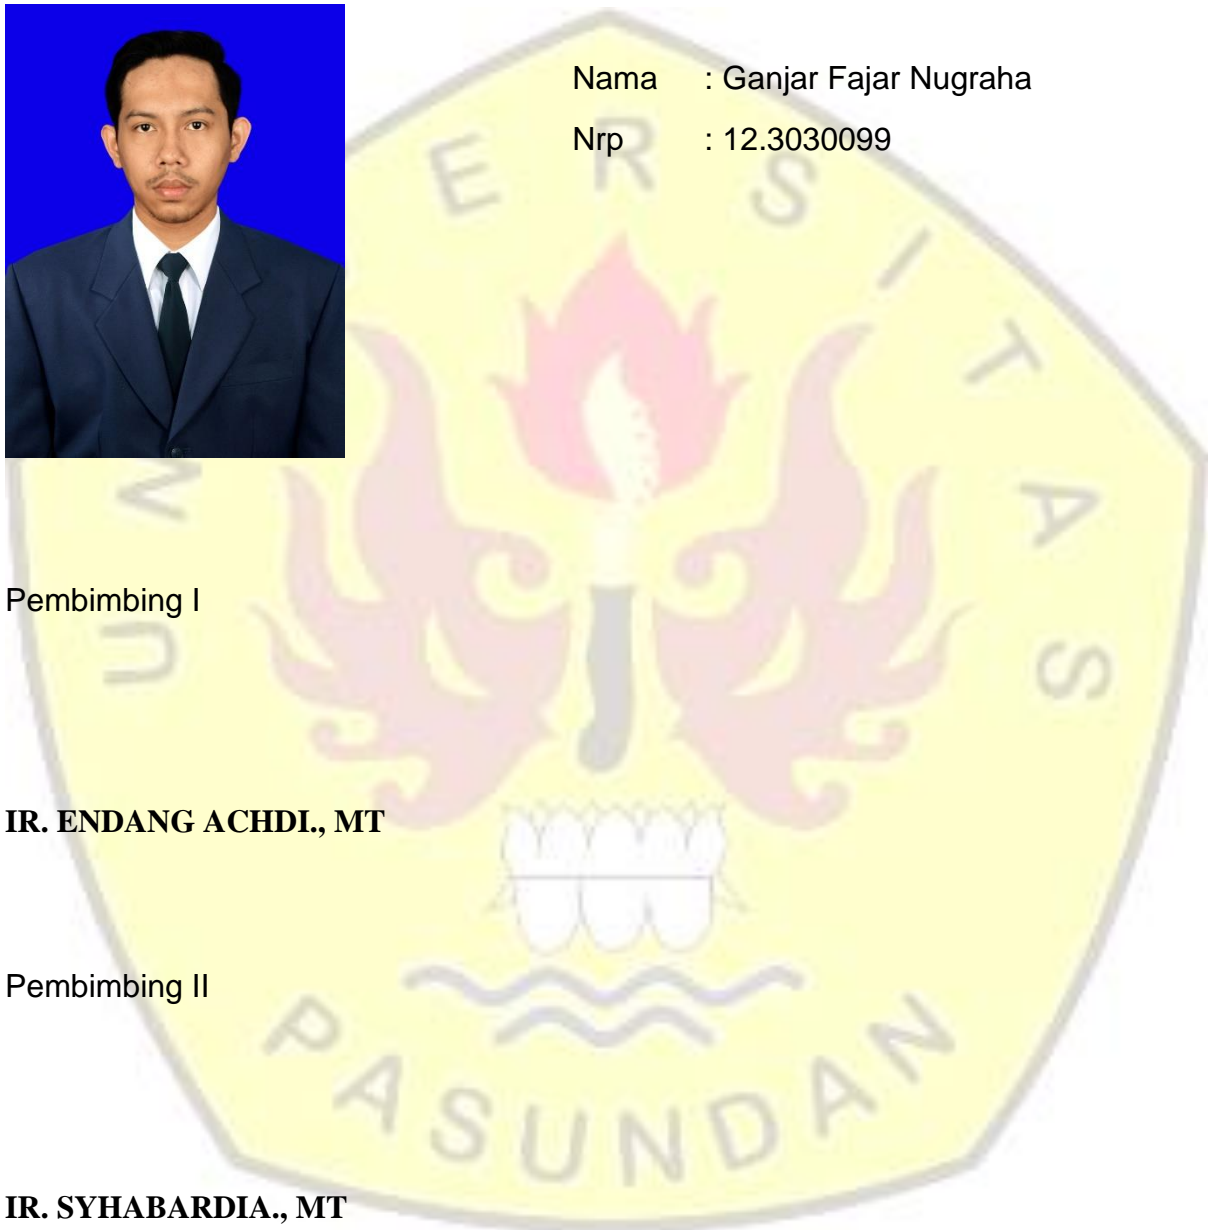 Nama : Ganjar Fajar Nugraha
Nrp : 12.3030099
Pembimbing I
IR. ENDANG ACHDI., MT
Pembimbing II
IR. SYHABARDIA., MT
UNIVERSITAS
PASUNDAN